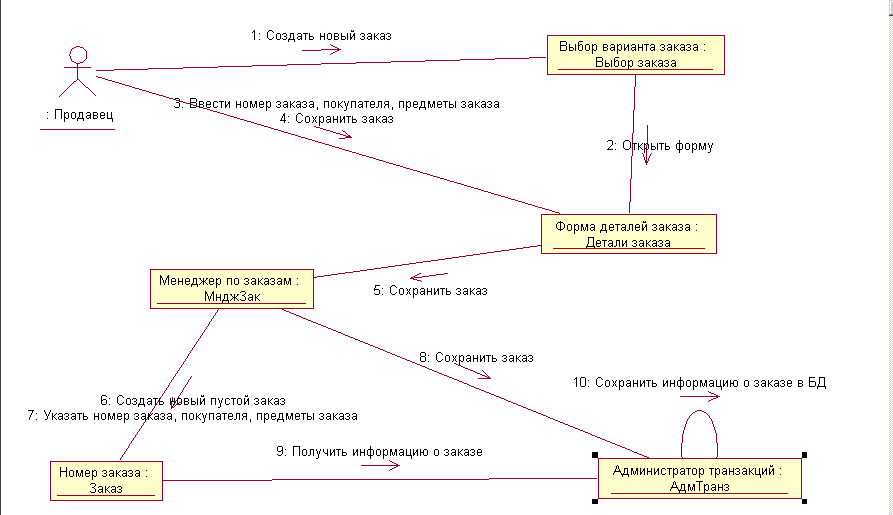 1: Создать новый заказ
Выбор варианта заказа :
Выбор заказа
: Продавец
3: Ввести номер заказа, покупателя, предметы заказа
4: Сохранить заказ
2: Открыть форму
Форма деталей заказа :
Детали заказа
Менеджер по заказам :
МнджЗак
5: Сохранить заказ
8: Сохранить заказ
10: Сохранить информацию о заказе в БД
6: Создать новый пустой заказ
7: Указать номер заказа, покупателя, предметы заказа
9: Получить информацию о заказе
Номер заказа :
Заказ
Администратор транзакций :
АдмТранз